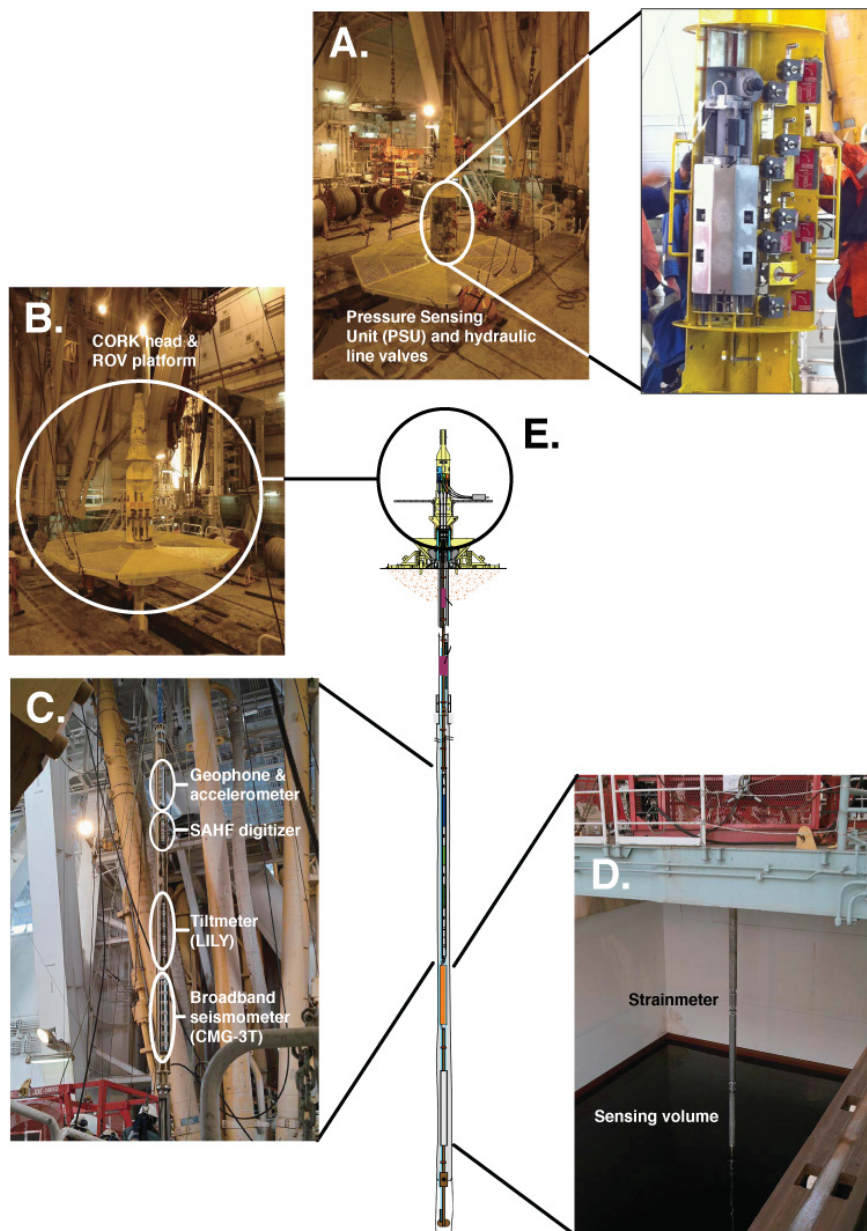 A.
Pressure Sensing
Unit (PSU) and hydraulic
line valves
B.
CORK head &
ROV platform
E.
C.
Geophone &
accelerometer
SAHF digitizer
Tiltmeter
(LILY)
Broadband
seismometer
(CMG-3T)
D.
Strainmeter
Sensing volume